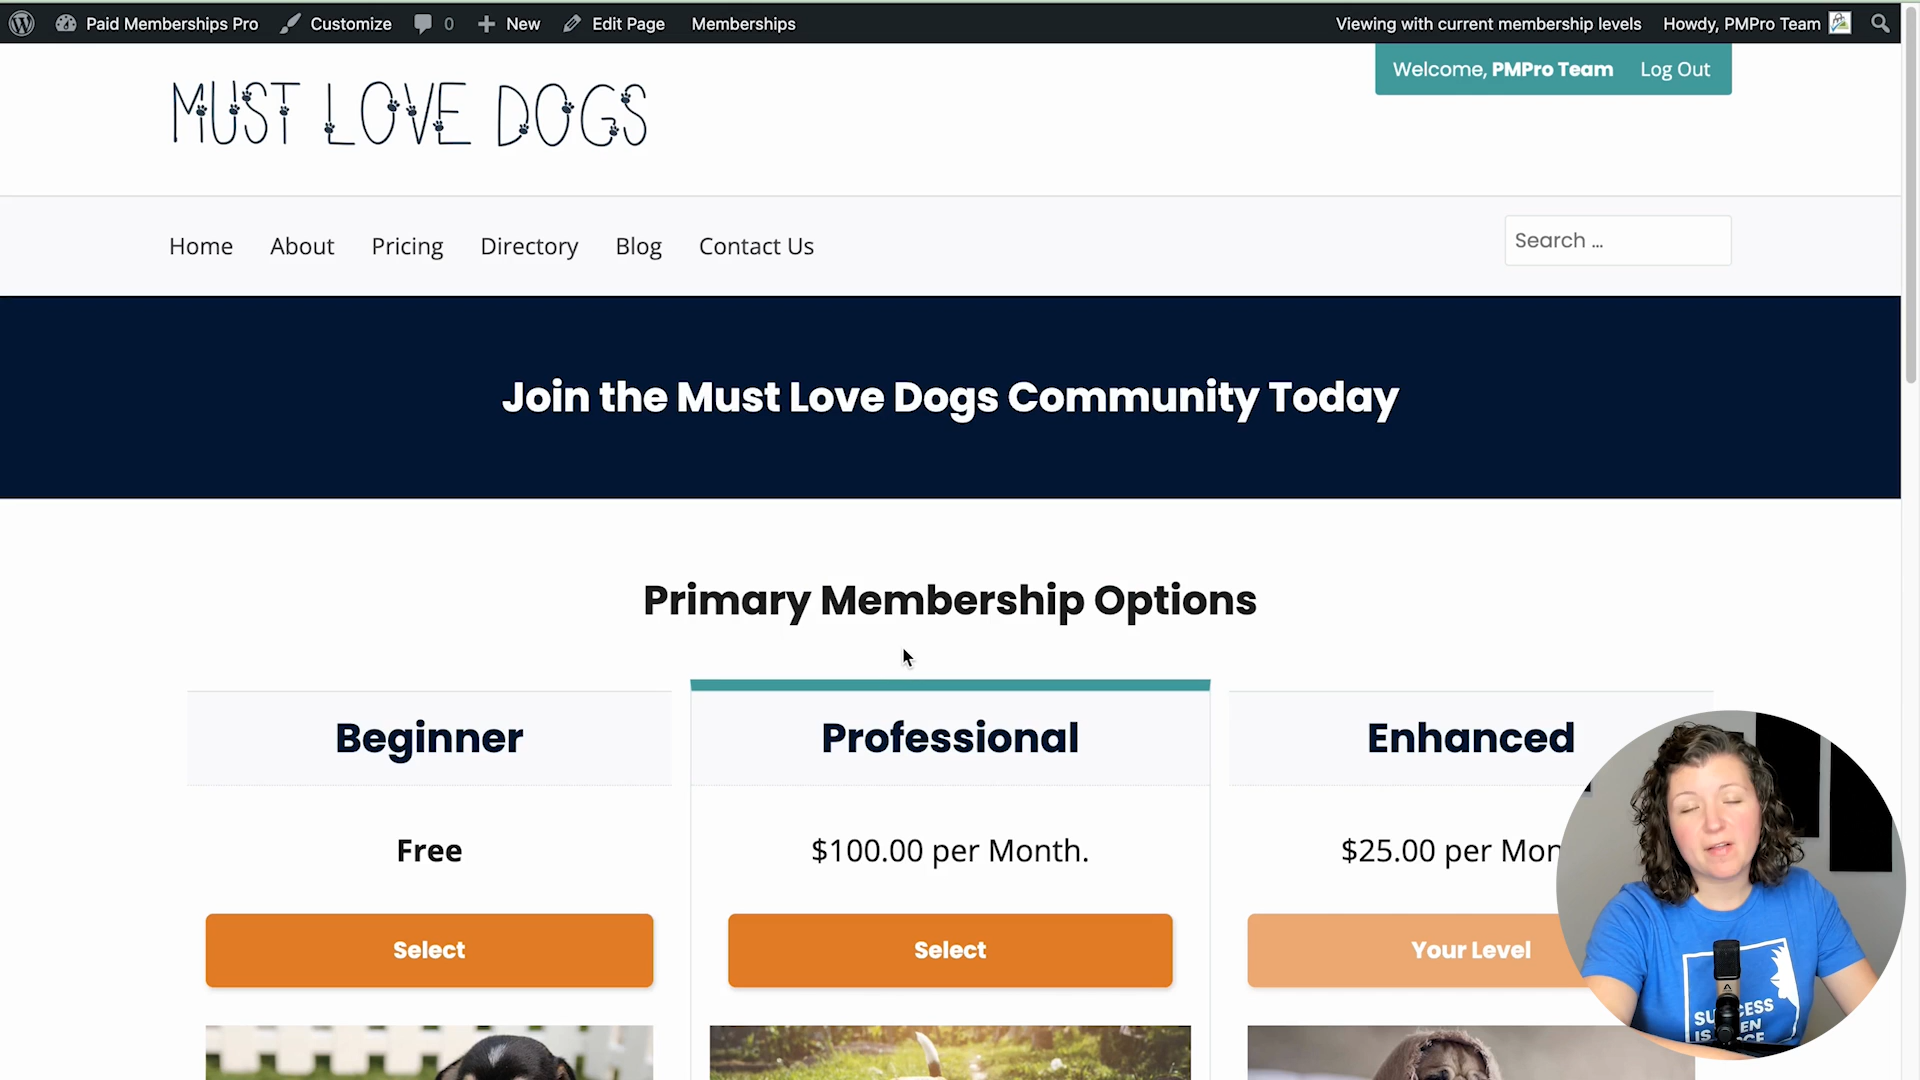 Paid Memberships Pro Customize 0 New Edit Page Memberships Viewing with current membership levels Howdy, PMPro Team
Welcome, PMPro Team Log Out
MUST LOVE DOGS
Home About Pricing Directory Blog Contact Us Search ...
Join the Must Love Dogs Community Today
Primary Membership Options
Beginner Professional Enhanced
Free $100.00 per Month. $25.00 per Mon
Select Select Your Level